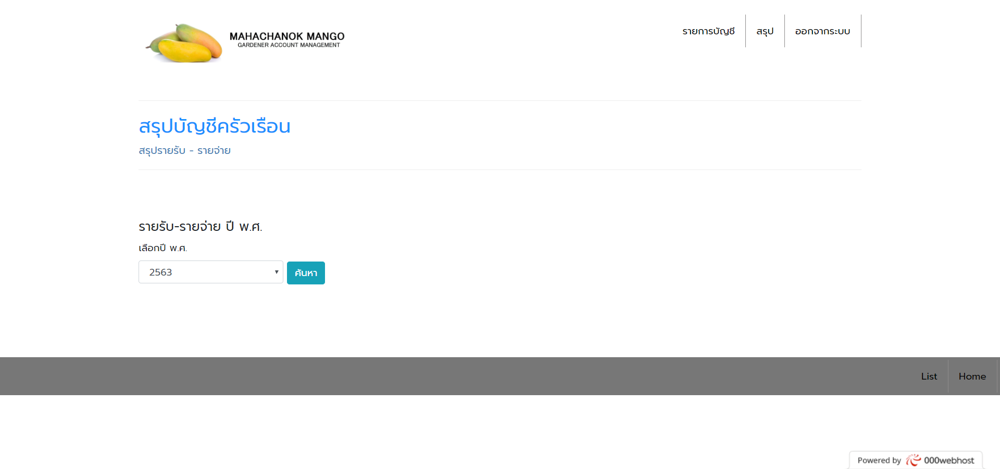 MAHACHANOK MANGO
GARDENER ACCOUNT MANAGEMENT
รายการบัญชี
สรุป
ออกจากระบบ
สรุปบัญชีครัวเรือน
สรุปรายรับ - รายจ่าย
รายรับ-รายจ่าย ปี พ.ศ.
เลือกปี พ.ศ.
2563
ค้นหา
List
Home
Powered by 000webhost